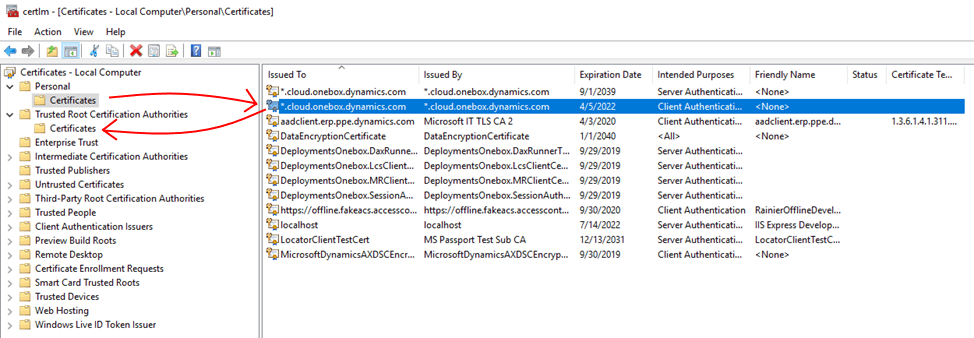 certlm - [Certificates - Local Computer\Personal\Certificates]
File Action View Help
Certificates - Local Computer
Personal
Certificates
Trusted Root Certification Authorities
Certificates
Enterprise Trust
Intermediate Certification Authorities
Trusted Publishers
Untrusted Certificates
Third-Party Root Certification Authorities
Trusted People
Client Authentication Issuers
Preview Build Roots
Remote Desktop
Certificate Enrollment Requests
Smart Card Trusted Roots
Trusted Devices
Web Hosting
Windows Live ID Token Issuer
Issued To Issued By Expiration Date Intended Purposes Friendly Name Status Certificate Te...
*.cloud.onebox.dynamics.com *.cloud.onebox.dynamics.com 9/1/2039 Server Authenticati... <None>
*.cloud.onebox.dynamics.com *.cloud.onebox.dynamics.com 4/5/2022 Client Authenticati... <None>
aadclient.erp.ppe.dynamics.com Microsoft IT TLS CA 2 4/3/2020 Client Authenticati... aadclient.erp.ppe.d... 1.3.6.1.4.1.311....
DataEncryptionCertificate DataEncryptionCertificate 1/1/2040 <All> <None>
DeploymentsOnebox.DaxRunner... DeploymentsOnebox.DaxRunnerT... 9/29/2019 Server Authenticati...
DeploymentsOnebox.LcsClient... DeploymentsOnebox.LcsClientCe... 9/29/2019 Server Authenticati...
DeploymentsOnebox.MRClient... DeploymentsOnebox.MRClientCe... 9/29/2019 Server Authenticati...
DeploymentsOnebox.SessionA... DeploymentsOnebox.SessionAuth... 9/29/2019 Server Authenticati...
https://offline.fakeacs.accesscon... https://offline.fakeacs.accesscont... 9/30/2020 Client Authenticati... RainierOfflineDevel...
localhost localhost 7/14/2022 Server Authenticati... IIS Express Develop...
LocatorClientTestCert MS Passport Test Sub CA 12/13/2031 Server Authenticati... LocatorClientTestC...
MicrosoftDynamicsAXDSCEncr... MicrosoftDynamicsAXDSCEncryp... 9/30/2019 Client Authenticati... <None>